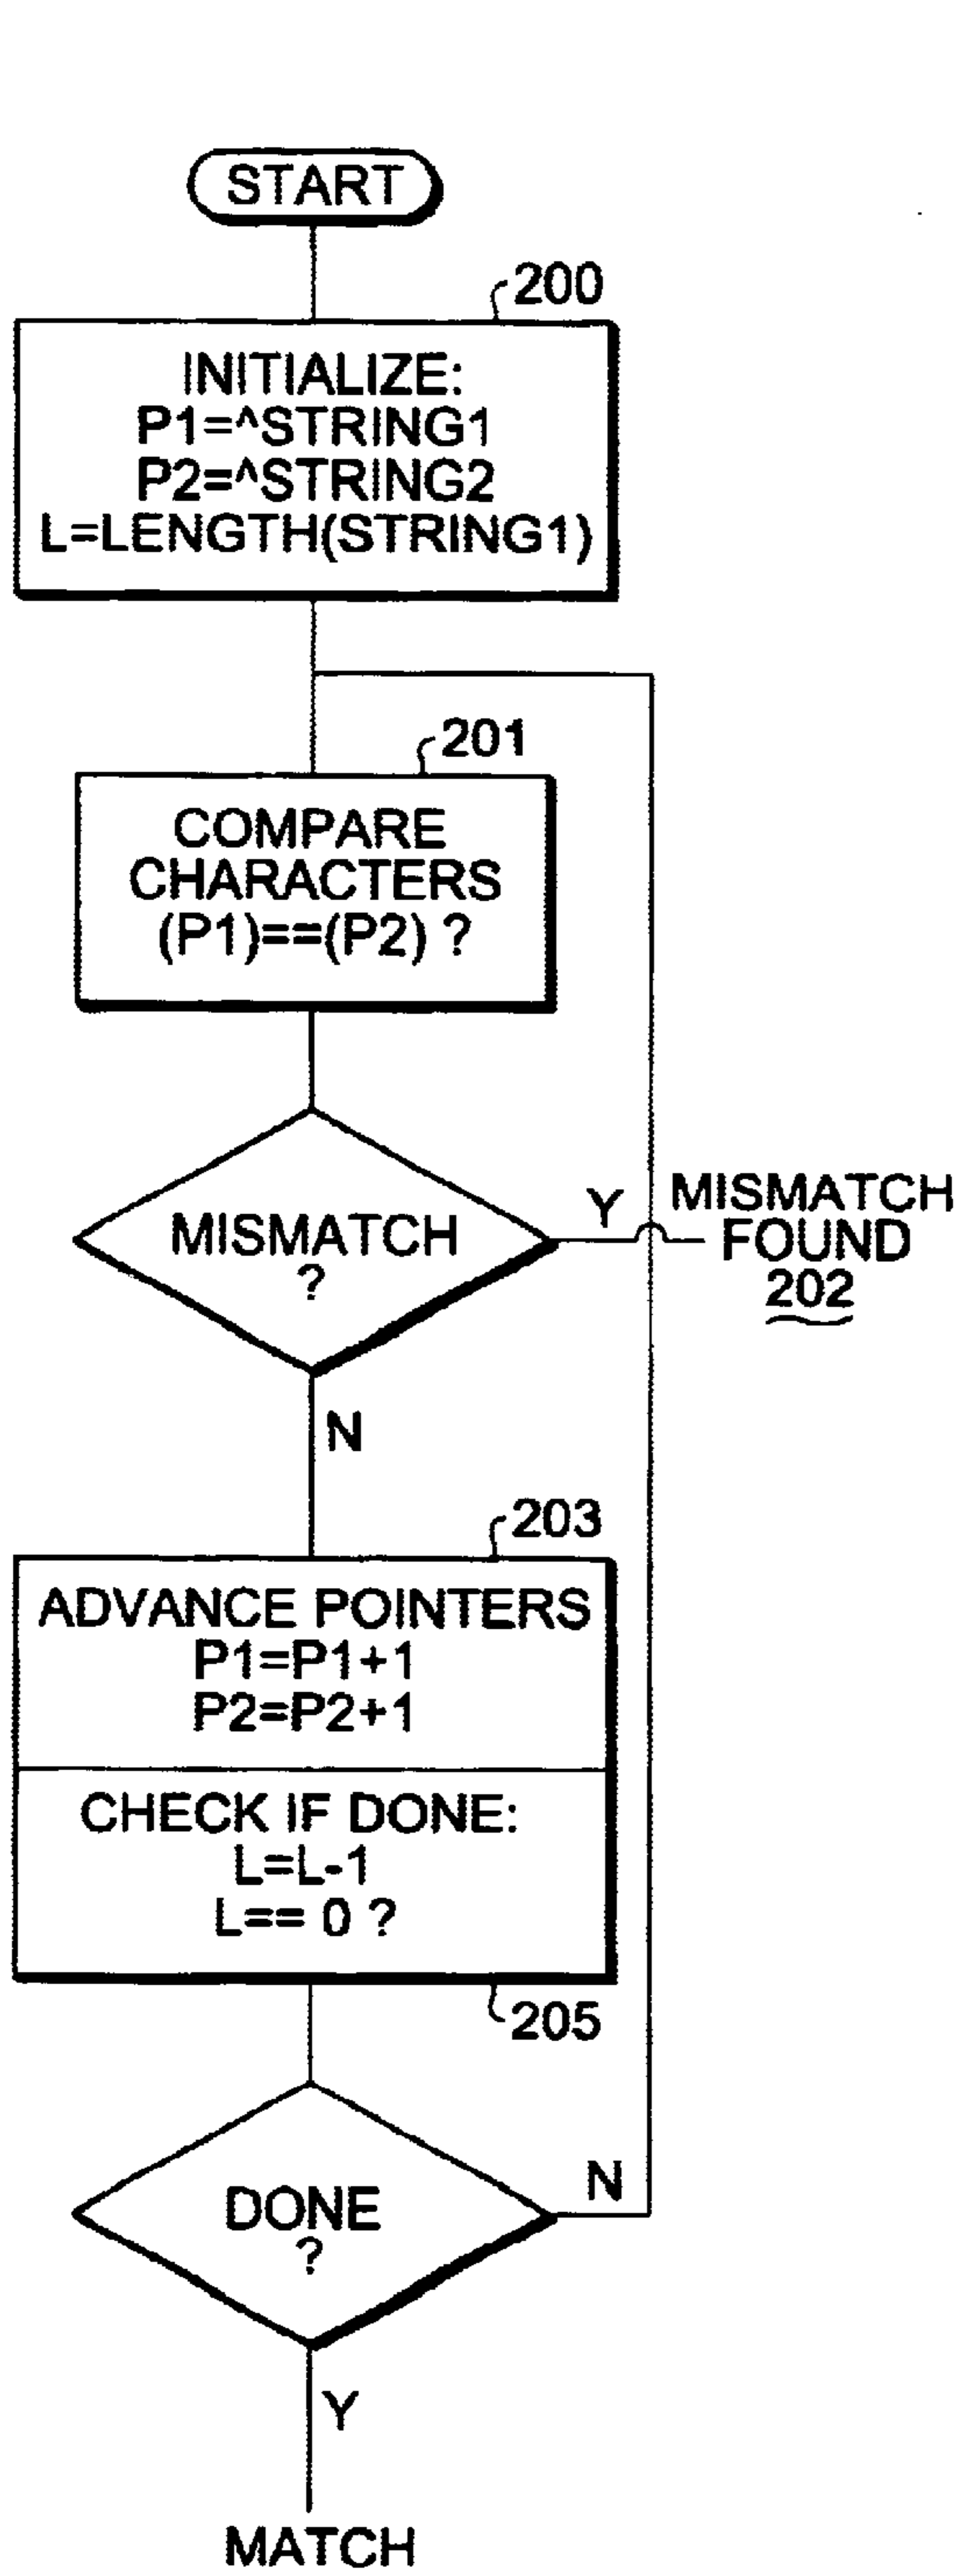 START
200
INITIALIZE:
P1=^STRING1
P2=^STRING2
L=LENGTH(STRING1)
201
COMPARE
CHARACTERS
(P1)==(P2) ?
MISMATCH
?
Y
MISMATCH
FOUND
202
N
203
ADVANCE POINTERS
P1=P1+1
P2=P2+1
CHECK IF DONE:
L=L-1
L== 0 ?
205
DONE
?
N
Y
MATCH